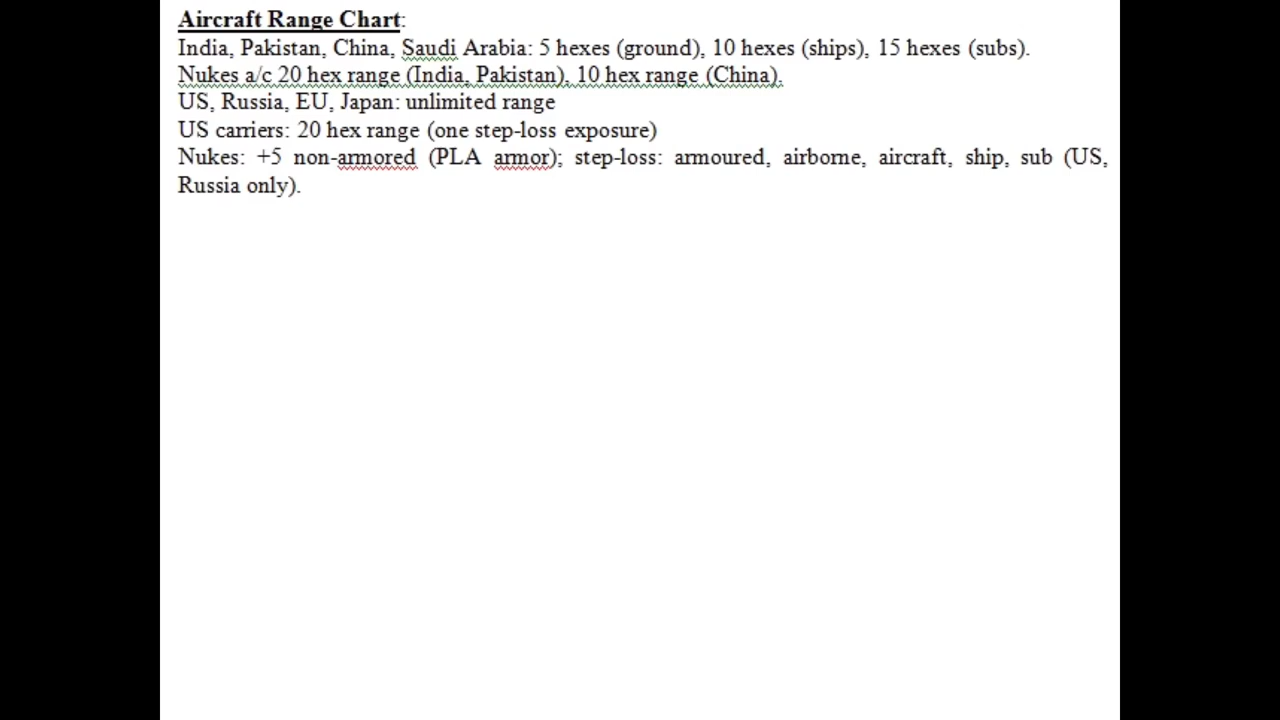 Aircraft Range Chart:
India, Pakistan, China, Saudi Arabia: 5 hexes (ground), 10 hexes (ships), 15 hexes (subs).
Nukes a/c 20 hex range (India, Pakistan), 10 hex range (China).
US, Russia, EU, Japan: unlimited range
US carriers: 20 hex range (one step-loss exposure)
Nukes: +5 non-armored (PLA armor); step-loss: armoured, airborne, aircraft, ship, sub (US,
Russia only).